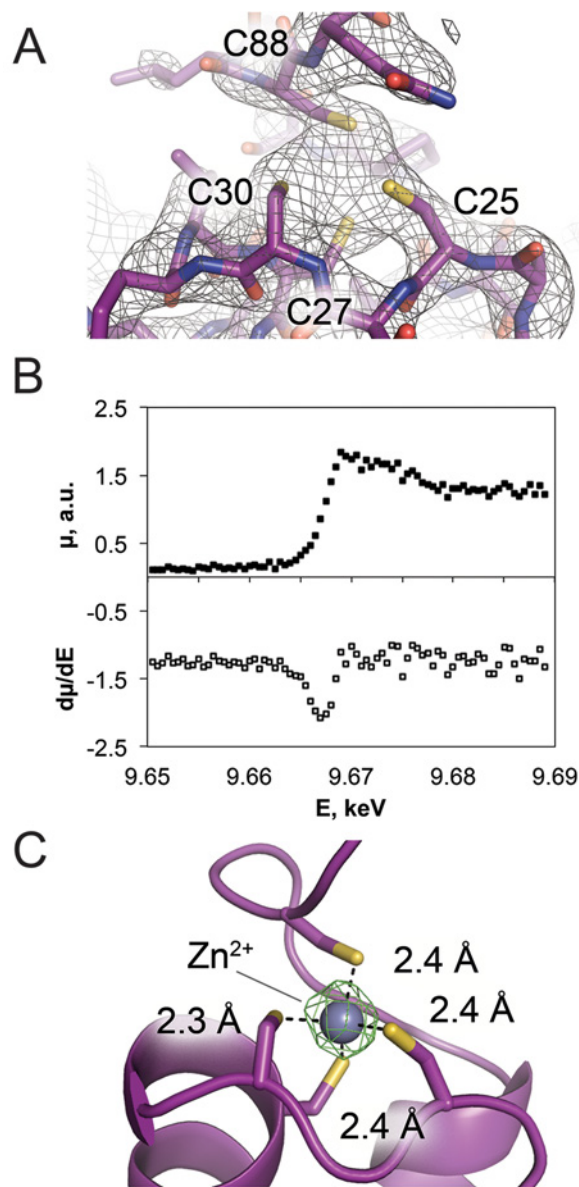 A
C88
C30
C25
C27
B
2.5
1.5
0.5
-0.5
-1.5
-2.5
μ, a.u.
dμ/dE
9.65 9.66 9.67 9.68 9.69
E, keV
C
Zn²⁺
2.4 Å
2.4 Å
2.3 Å
2.4 Å